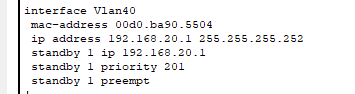 interface Vlan40
mac-address 00d0.ba90.5504
ip address 192.168.20.1 255.255.255.252
standby 1 ip 192.168.20.1
standby 1 priority 201
standby 1 preempt